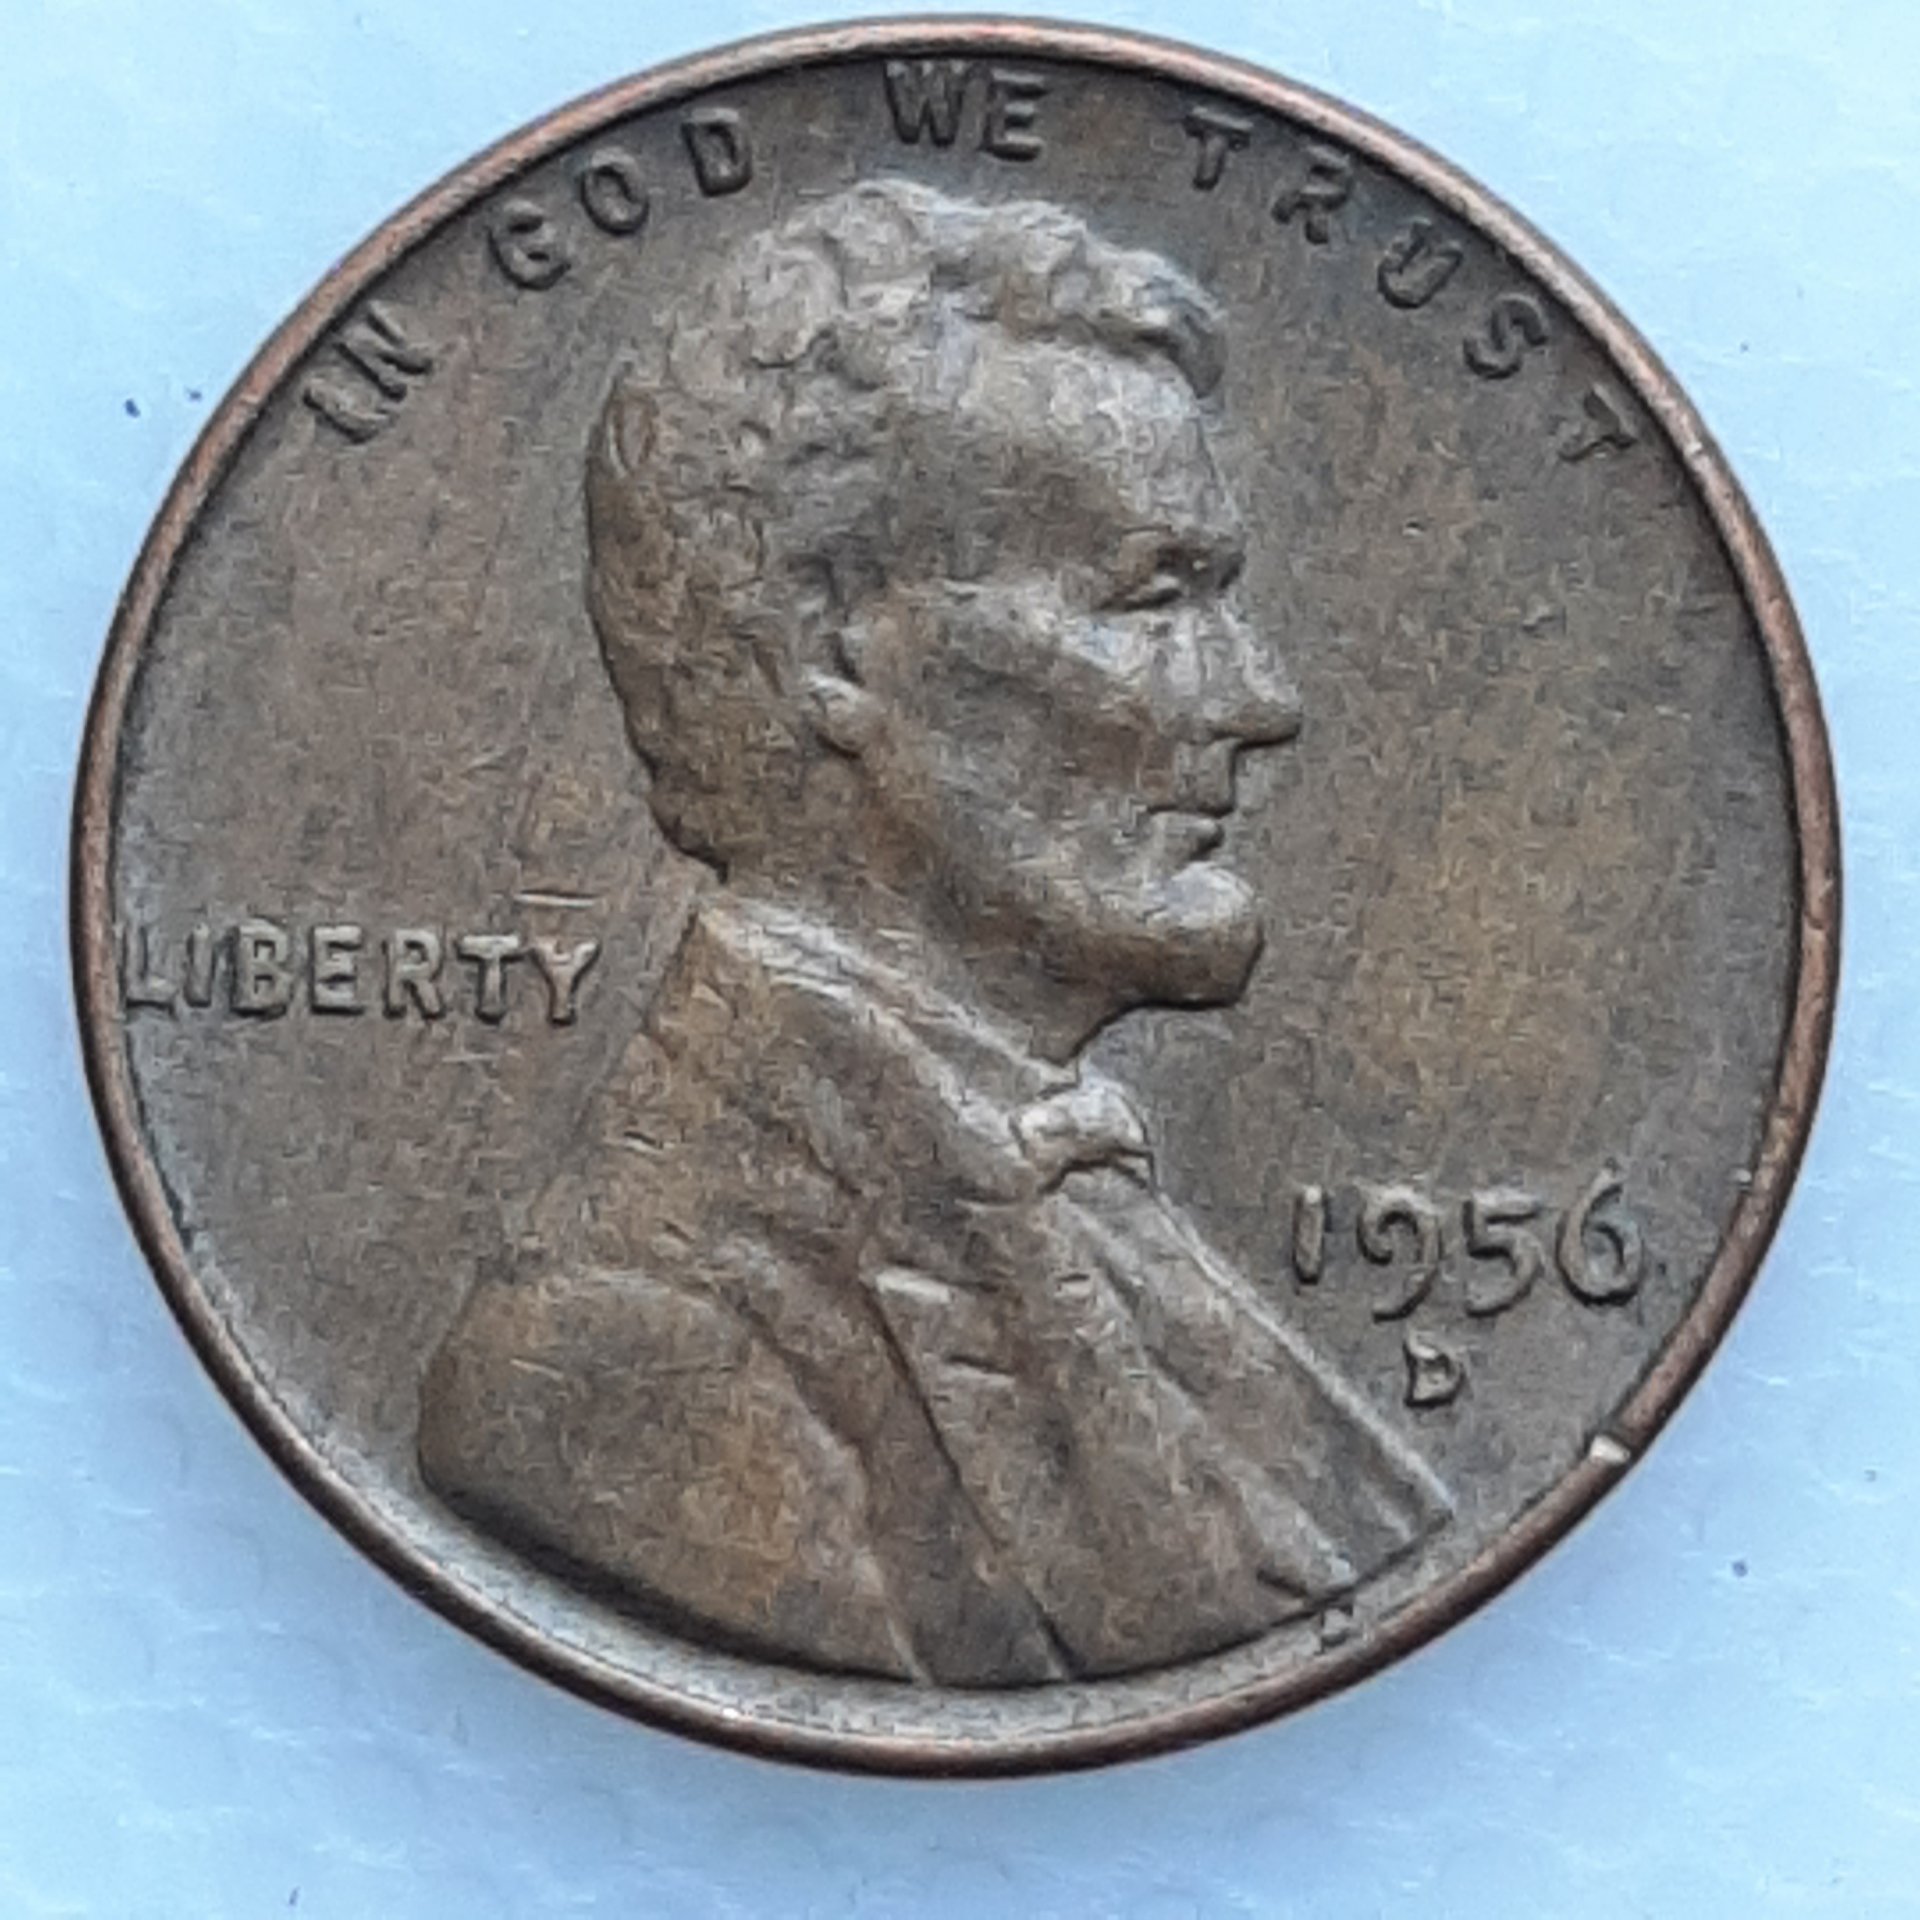 IN GOD WE TRUST
LIBERTY
1956
D